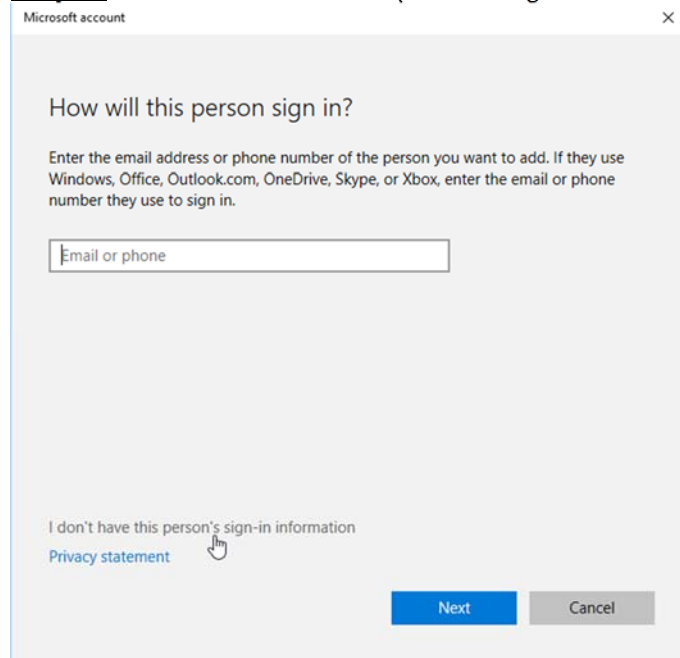 Microsoft account
How will this person sign in?
Enter the email address or phone number of the person you want to add. If they use
Windows, Office, Outlook.com, OneDrive, Skype, or Xbox, enter the email or phone
number they use to sign in.
Email or phone
I don't have this person's sign-in information
Privacy statement
Next
Cancel